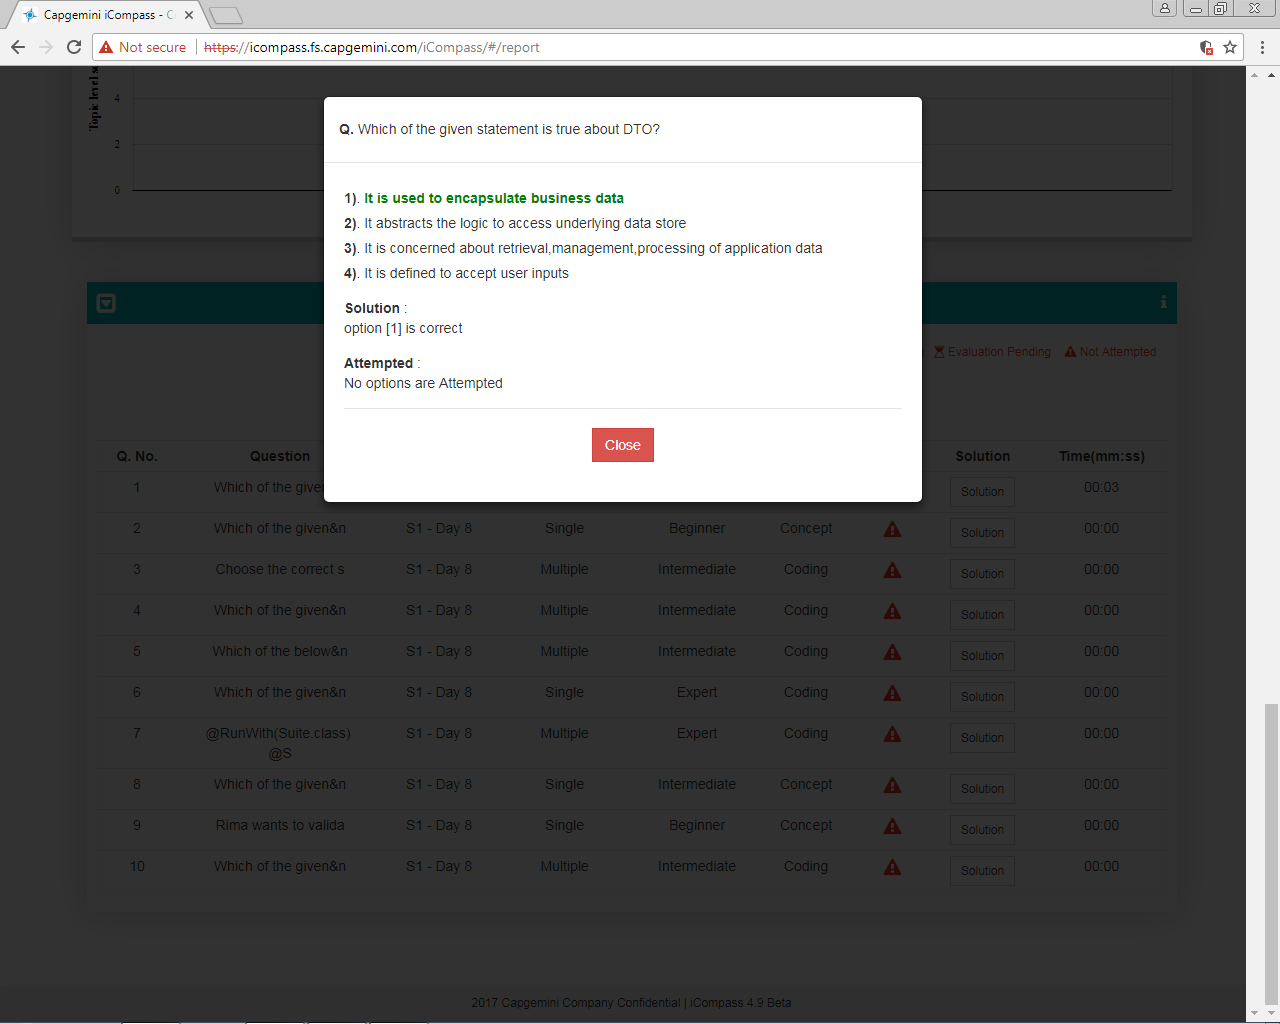 Capgemini iCompass - C
Not secure https://icompass.fs.capgemini.com/iCompass/#/report
Topic level s
4
2
0
Q. Which of the given statement is true about DTO?
1). It is used to encapsulate business data
2). It abstracts the logic to access underlying data store
3). It is concerned about retrieval,management,processing of application data
4). It is defined to accept user inputs
Solution :
option [1] is correct
Attempted :
No options are Attempted
Close
Evaluation Pending Not Attempted
Q. No. Question Solution Time(mm:ss)
1 Which of the give Solution 00:03
2 Which of the given&n S1 - Day 8 Single Beginner Concept Solution 00:00
3 Choose the correct s S1 - Day 8 Multiple Intermediate Coding Solution 00:00
4 Which of the given&n S1 - Day 8 Multiple Intermediate Coding Solution 00:00
5 Which of the below&n S1 - Day 8 Multiple Intermediate Coding Solution 00:00
6 Which of the given&n S1 - Day 8 Single Expert Coding Solution 00:00
7 @RunWith(Suite.class) S1 - Day 8 Multiple Expert Coding Solution 00:00
@S
8 Which of the given&n S1 - Day 8 Single Intermediate Concept Solution 00:00
9 Rima wants to valida S1 - Day 8 Single Beginner Concept Solution 00:00
10 Which of the given&n S1 - Day 8 Multiple Intermediate Coding Solution 00:00
2017 Capgemini Company Confidential | iCompass 4.9 Beta